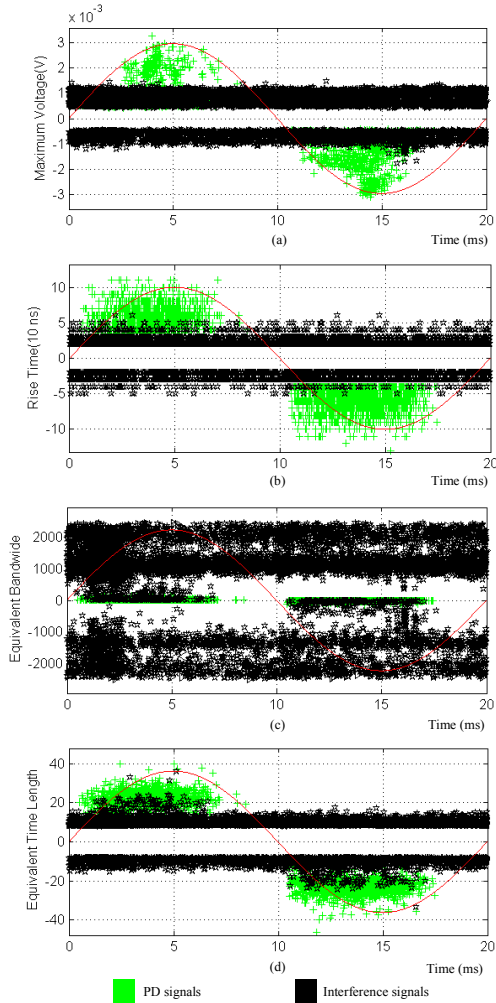 × 10⁻³
3
2
1
0
-1
-2
-3
Maximum Voltage(V)
0 5 10 15 20
(a) Time (ms)
10
5
0
-5
-10
Rise Time(10 ns)
0 5 10 15 20
(b) Time (ms)
2000
1000
0
-1000
-2000
Equivalent Bandwide
0 5 10 15 20
(c) Time (ms)
40
20
0
-20
-40
Equivalent Time Length
0 5 10 15 20
(d) Time (ms)
PD signals Interference signals